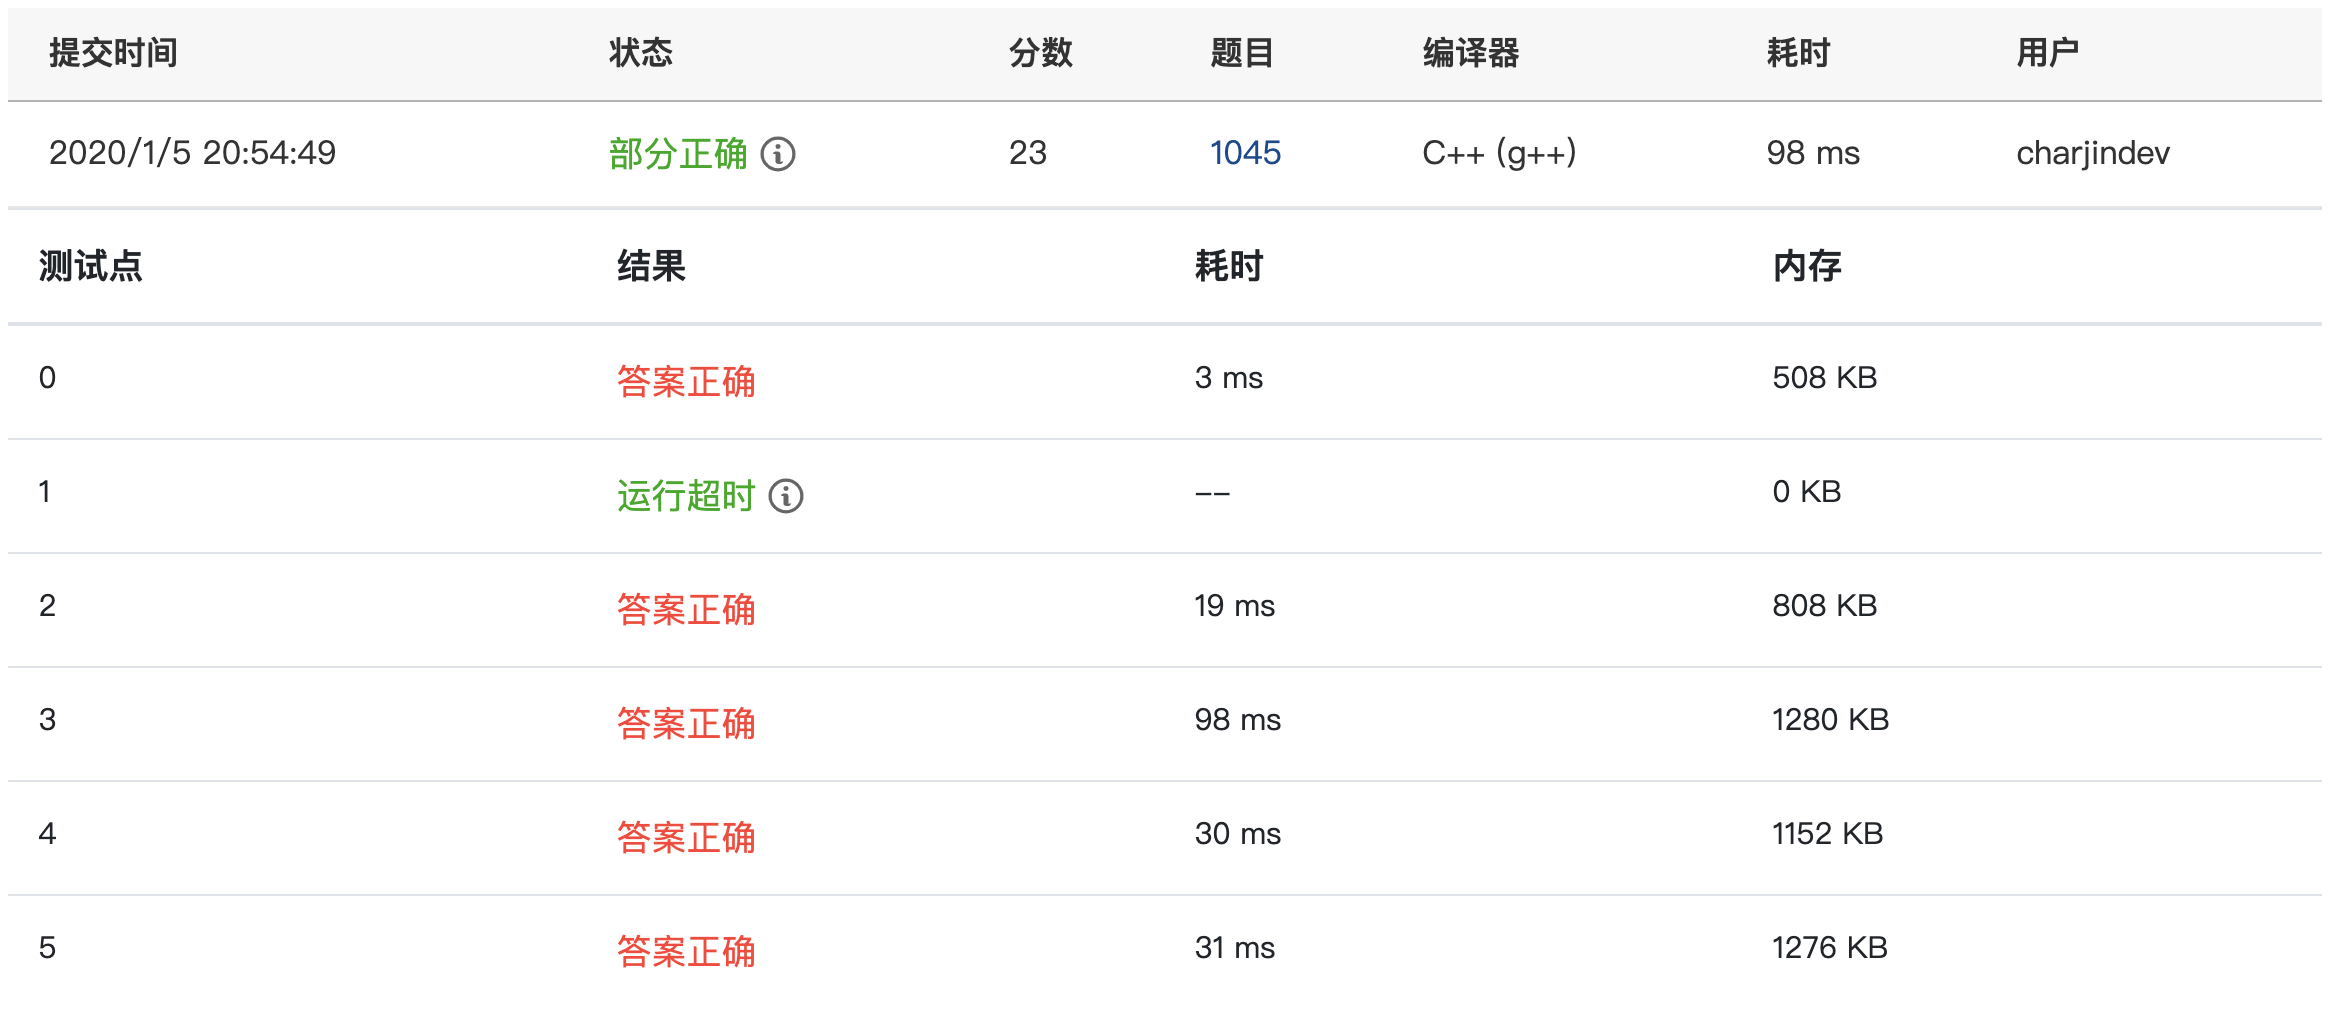 提交时间 状态 分数 题目 编译器 耗时 用户
2020/1/5 20:54:49 部分正确 23 1045 C++ (g++) 98 ms charjindev
测试点 结果 耗时 内存
0 答案正确 3 ms 508 KB
1 运行超时 -- 0 KB
2 答案正确 19 ms 808 KB
3 答案正确 98 ms 1280 KB
4 答案正确 30 ms 1152 KB
5 答案正确 31 ms 1276 KB